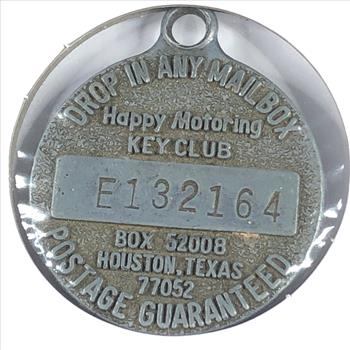 DROP IN ANY MAILBOX
Happy Motoring
KEY CLUB
E132164
BOX 52008
HOUSTON, TEXAS
77052
POSTAGE GUARANTEED